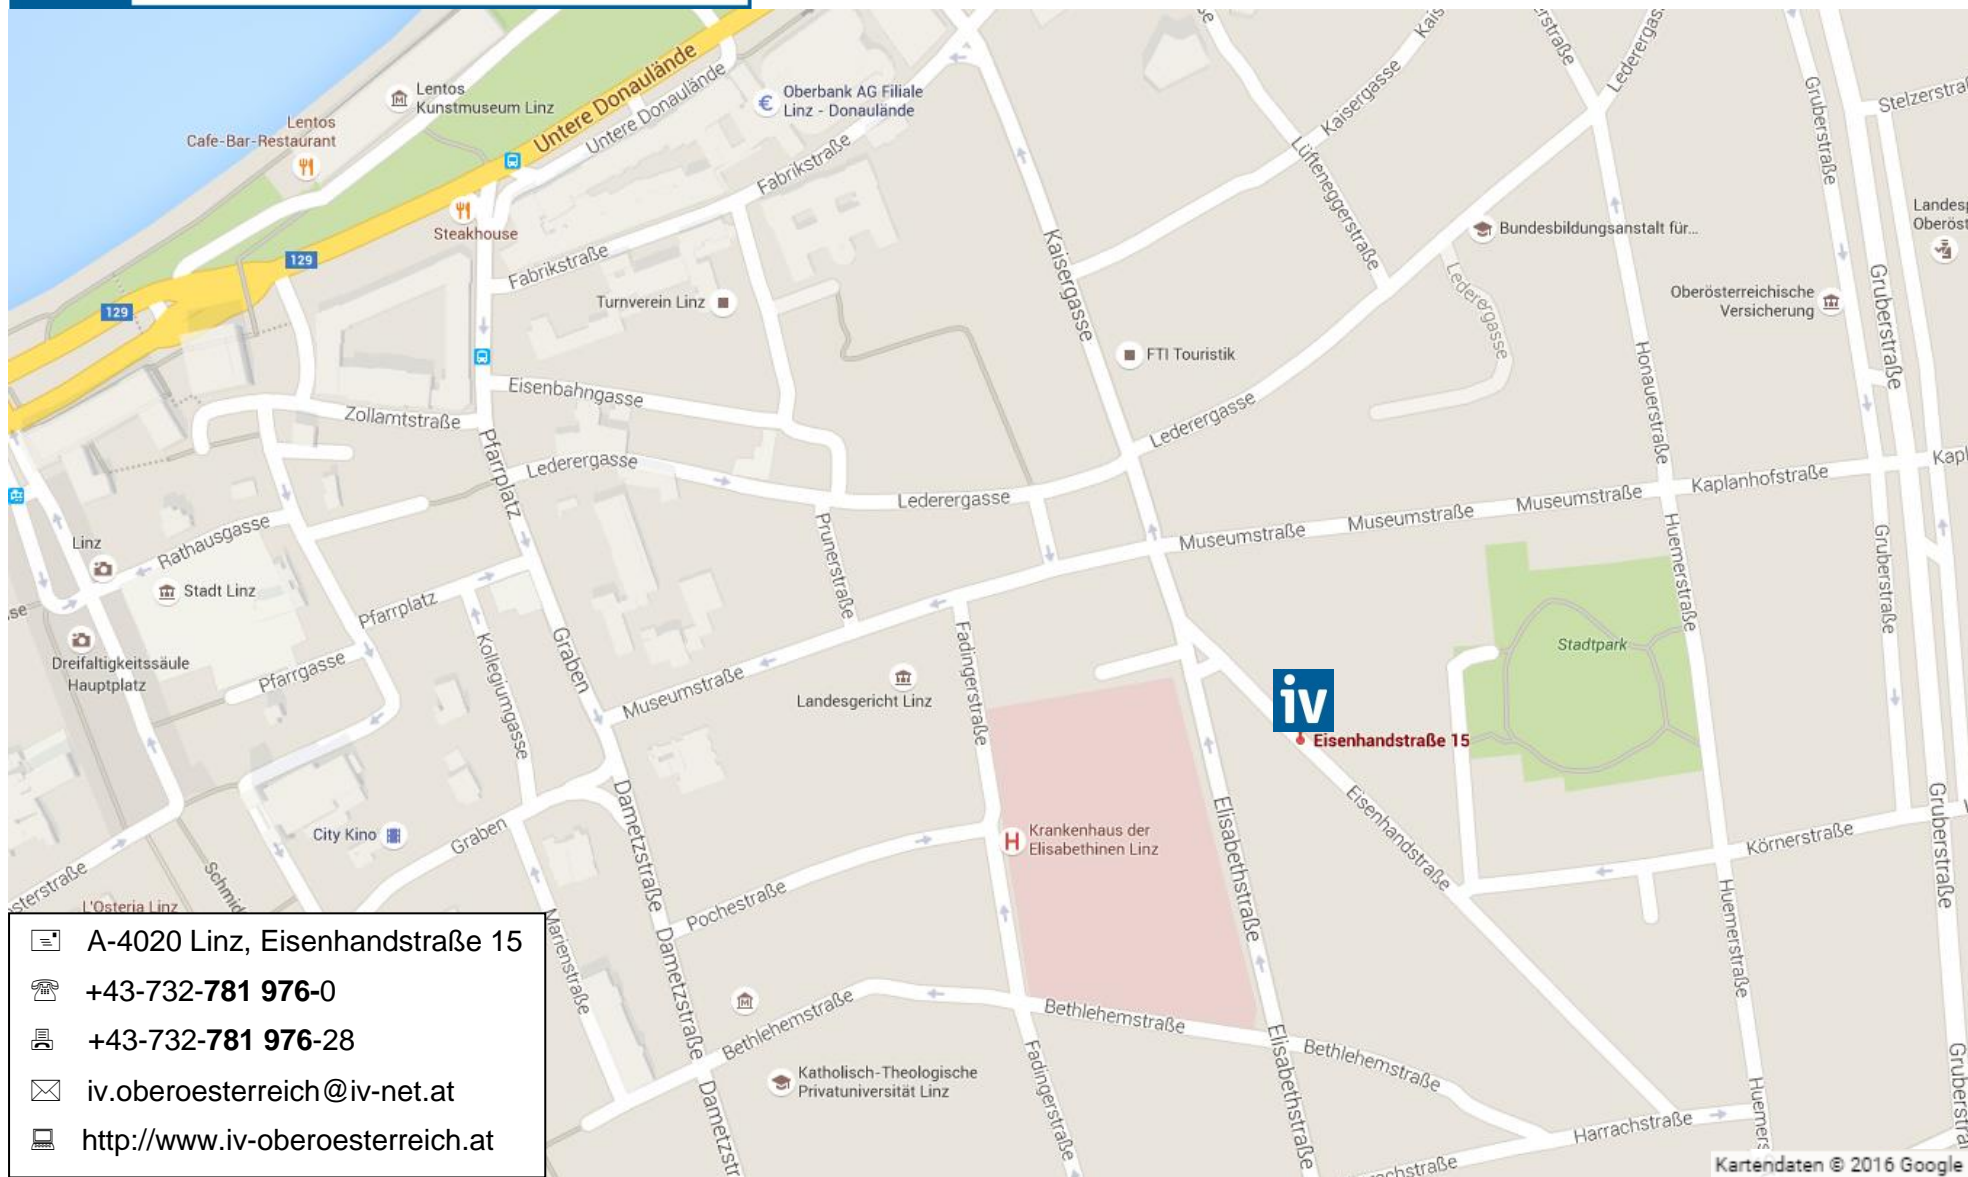 Lentos
Kunstmuseum Linz
Lentos
Cafe-Bar-Restaurant
Untere Donaulände
Untere Donaulände
Oberbank AG Filiale
Linz - Donaulände
Fabrikstraße
Kaisergasse
Lüfteneggerstraße
Lederergasse
Gruberstraße
Steakhouse
129
129
Fabrikstraße
Turnverein Linz
Kaisergasse
FTI Touristik
Bundesbildungsanstalt für...
Lederergasse
Oberösterreichische
Versicherung
Gruberstraße
Honauerstraße
Eisenbahngasse
Zollamtstraße
Pfarrplatz
Lederergasse
Lederergasse
Lederergasse
Prunerstraße
Museumstraße
Museumstraße
Museumstraße
Kaplanhofstraße
Huemerstraße
Gruberstraße
Linz
Rathausgasse
Stadt Linz
Pfarrplatz
Dreifaltigkeitssäule
Hauptplatz
Pfarrgasse
Kollegiumgasse
Graben
Museumstraße
Landesgericht Linz
Fadingerstraße
Stadtpark
iv
Eisenhandstraße 15
City Kino
Graben
Dametzstraße
Pochestraße
Krankenhaus der
Elisabethinen Linz
Elisabethstraße
Eisenhandstraße
Körnerstraße
Gruberstraße
Huemerstraße
L'Osteria Linz
Marienstraße
Dametzstraße
Bethlehemstraße
Bethlehemstraße
Bethlehemstraße
Katholisch-Theologische
Privatuniversität Linz
Dametzstr
Fadingerstraße
Elisabethstraße
Harrachstraße
A-4020 Linz, Eisenhandstraße 15
+43-732-781 976-0
+43-732-781 976-28
iv.oberoesterreich@iv-net.at
http://www.iv-oberoesterreich.at
Kartendaten © 2016 Google